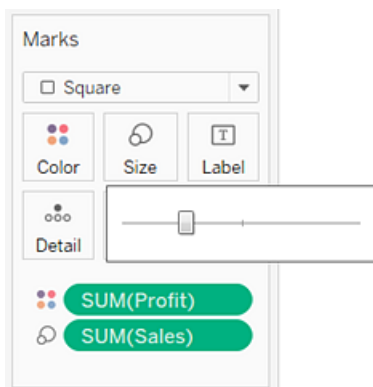 Marks
Square
Color Size Label
Detail
SUM(Profit)
SUM(Sales)